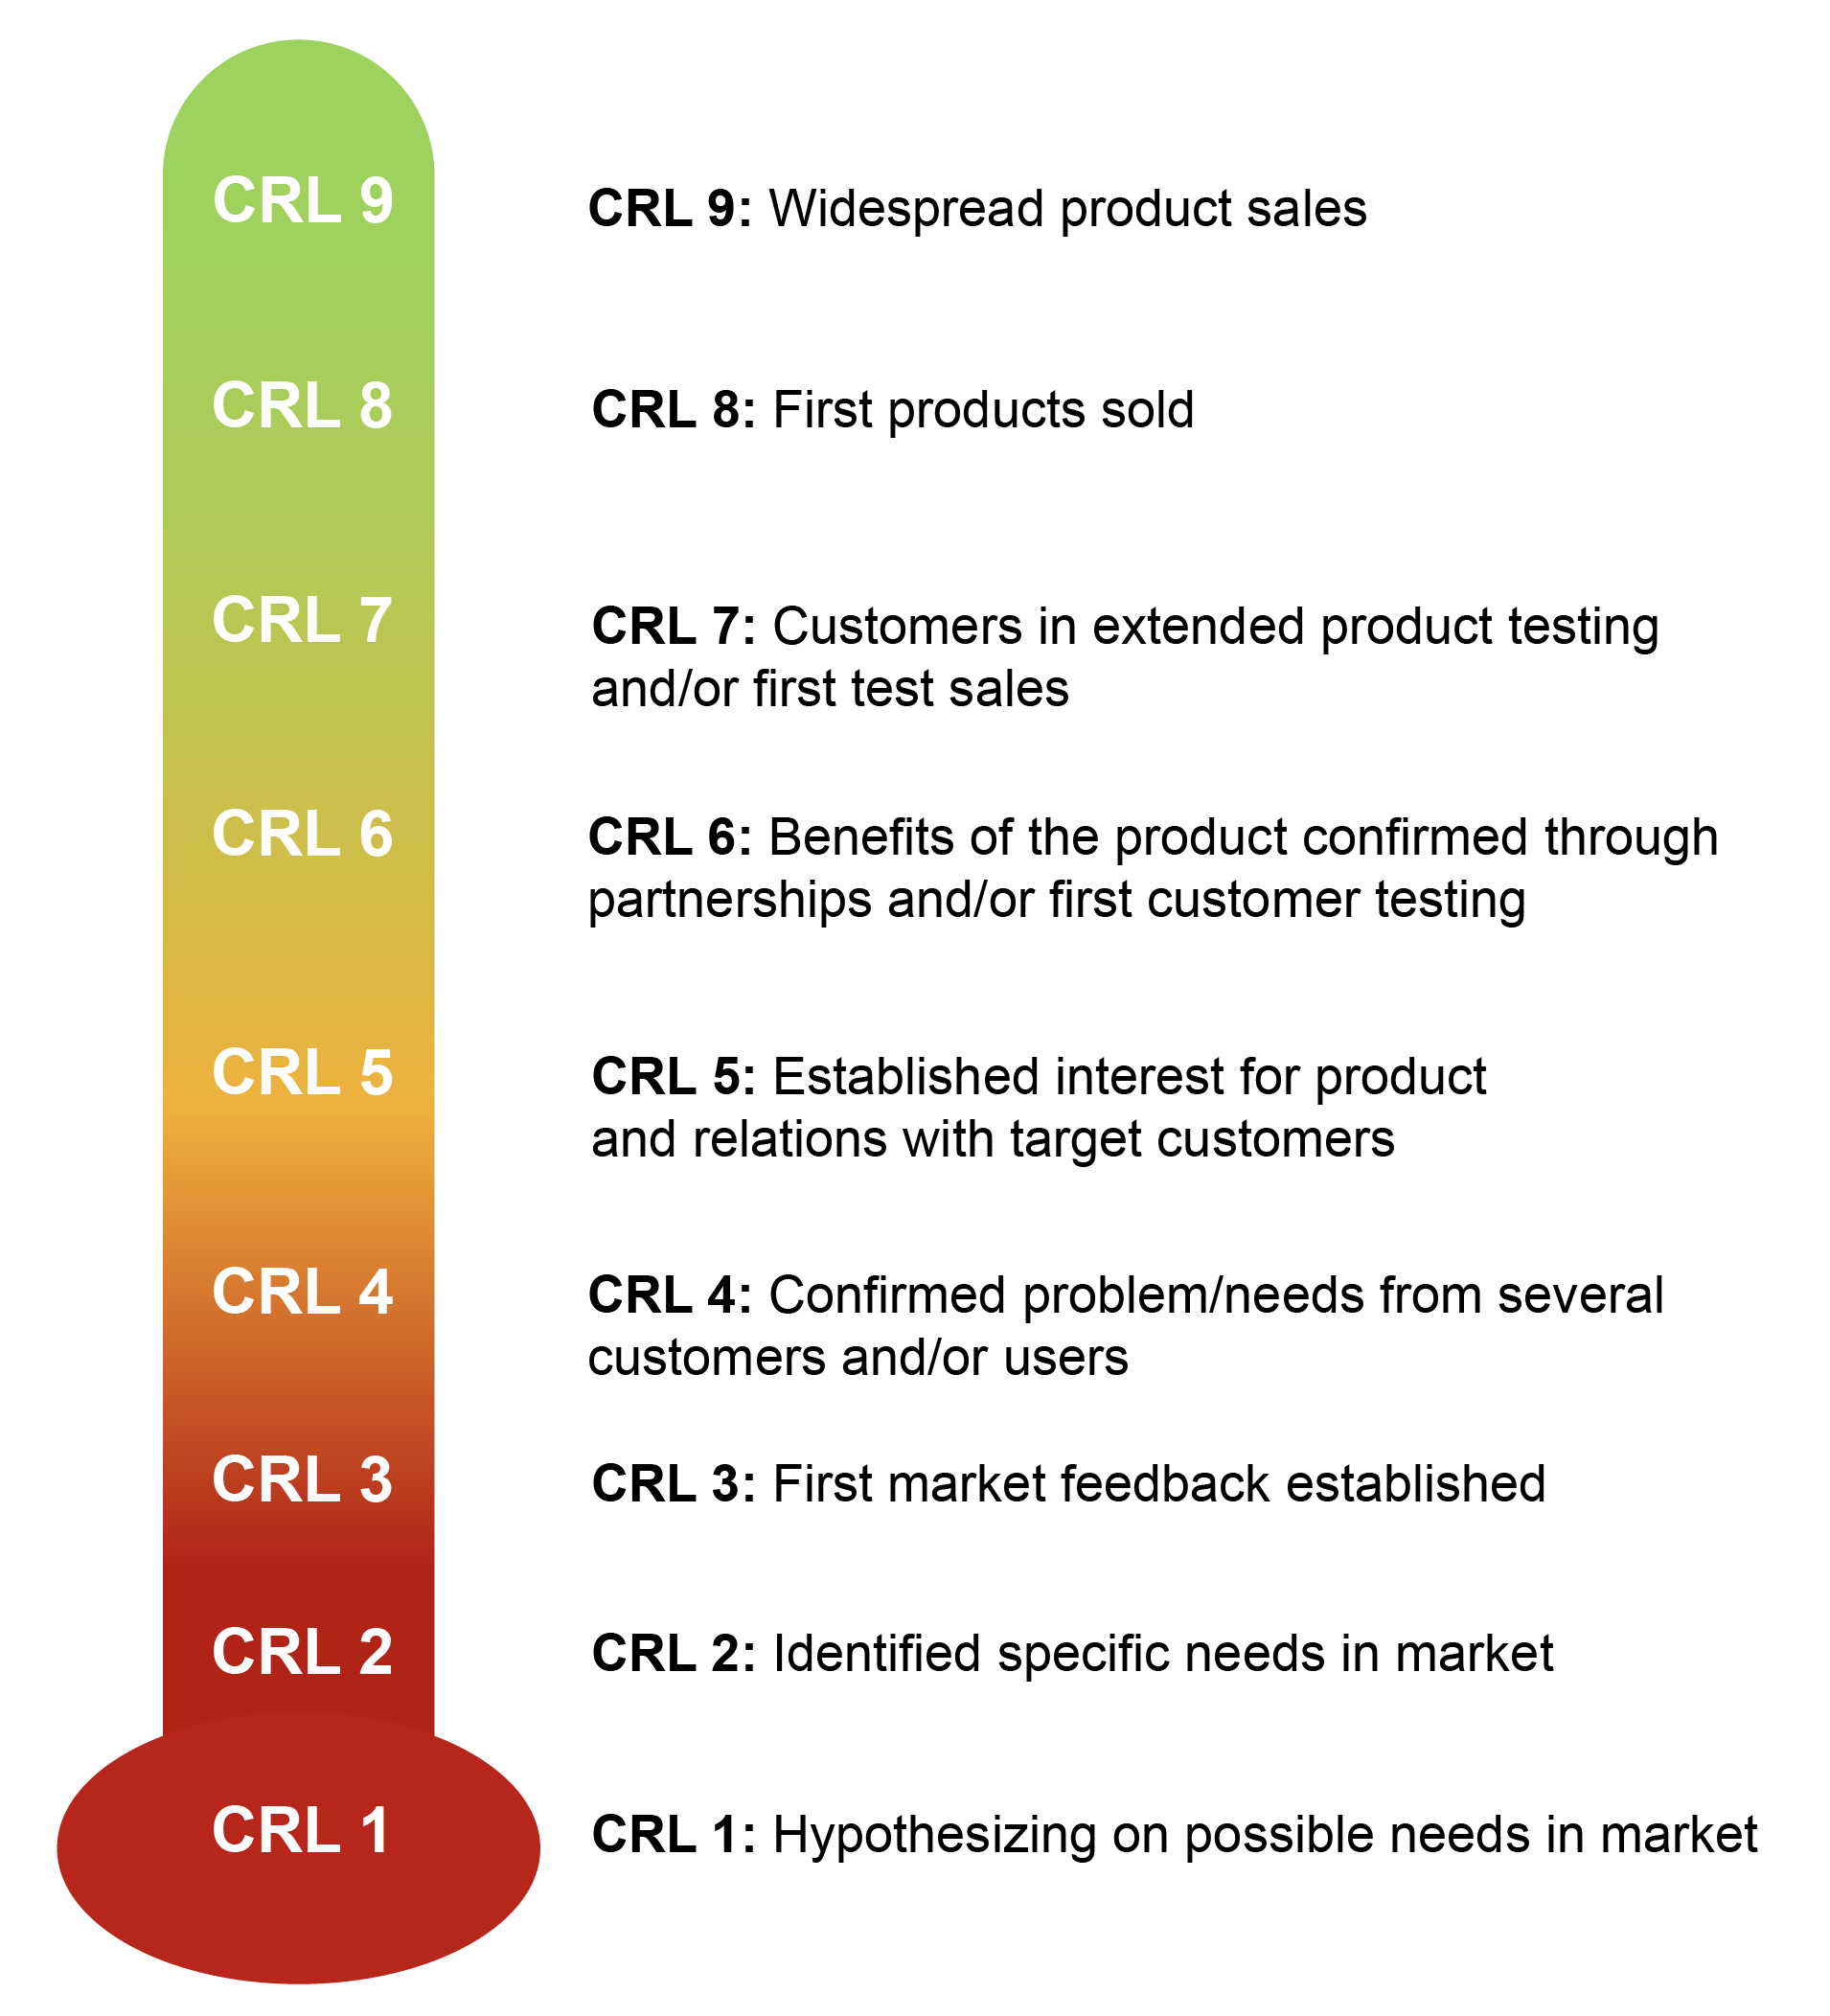 CRL 9
CRL 9: Widespread product sales
CRL 8
CRL 8: First products sold
CRL 7
CRL 7: Customers in extended product testing
and/or first test sales
CRL 6
CRL 6: Benefits of the product confirmed through
partnerships and/or first customer testing
CRL 5
CRL 5: Established interest for product
and relations with target customers
CRL 4
CRL 4: Confirmed problem/needs from several
customers and/or users
CRL 3
CRL 3: First market feedback established
CRL 2
CRL 2: Identified specific needs in market
CRL 1
CRL 1: Hypothesizing on possible needs in market